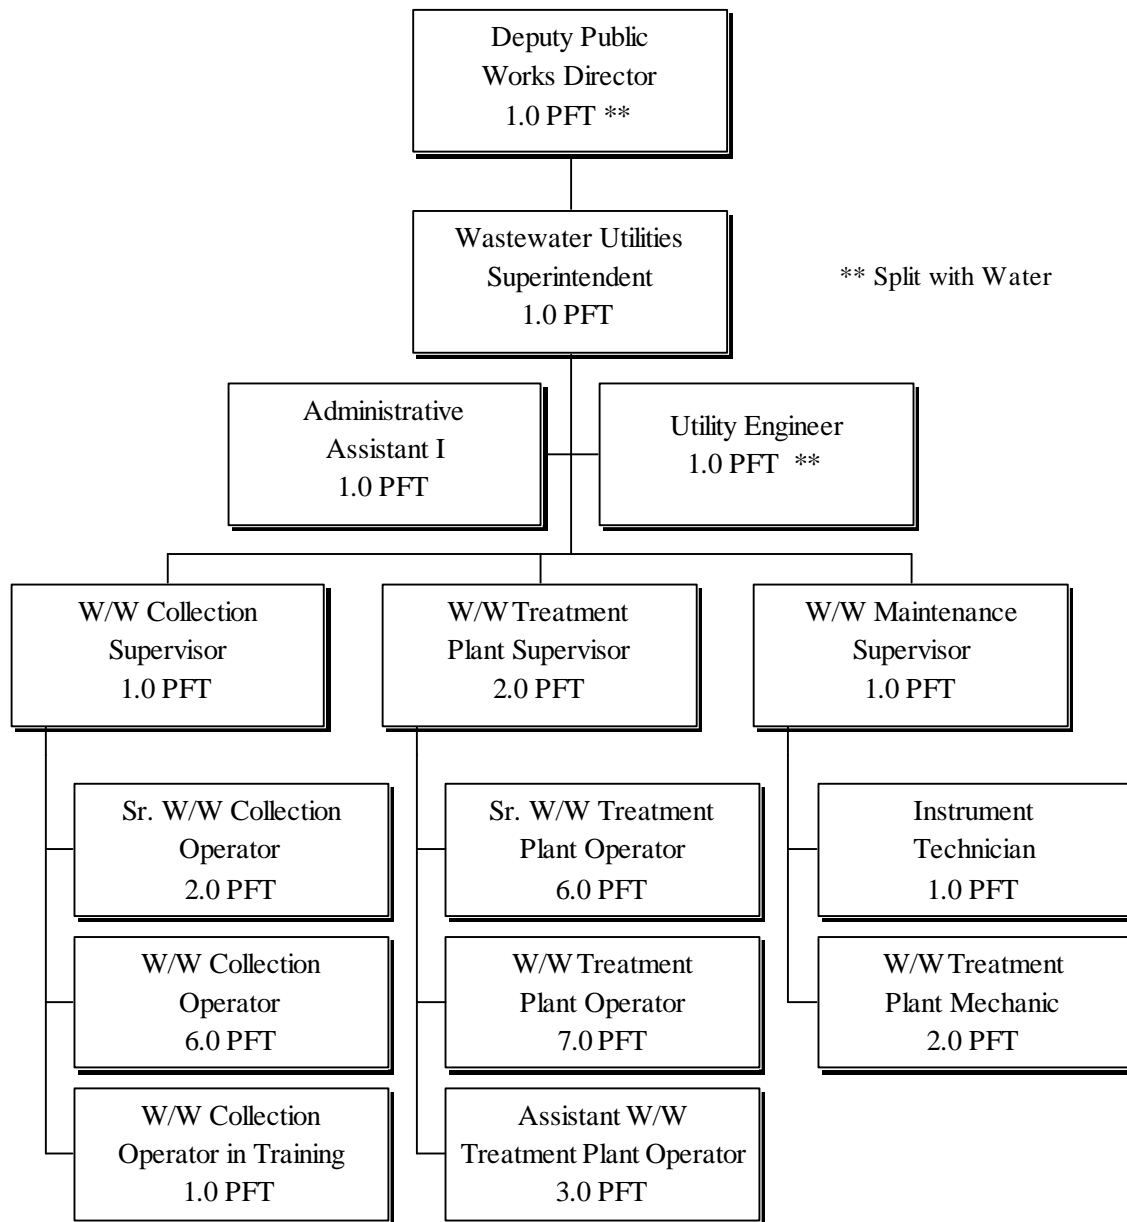 Deputy Public
Works Director
1.0 PFT **
Wastewater Utilities
Superintendent
1.0 PFT
** Split with Water
Administrative
Assistant I
1.0 PFT
Utility Engineer
1.0 PFT **
W/W Collection
Supervisor
1.0 PFT
W/W Treatment
Plant Supervisor
2.0 PFT
W/W Maintenance
Supervisor
1.0 PFT
Sr. W/W Collection
Operator
2.0 PFT
Sr. W/W Treatment
Plant Operator
6.0 PFT
Instrument
Technician
1.0 PFT
W/W Collection
Operator
6.0 PFT
W/W Treatment
Plant Operator
7.0 PFT
W/W Treatment
Plant Mechanic
2.0 PFT
W/W Collection
Operator in Training
1.0 PFT
Assistant W/W
Treatment Plant Operator
3.0 PFT